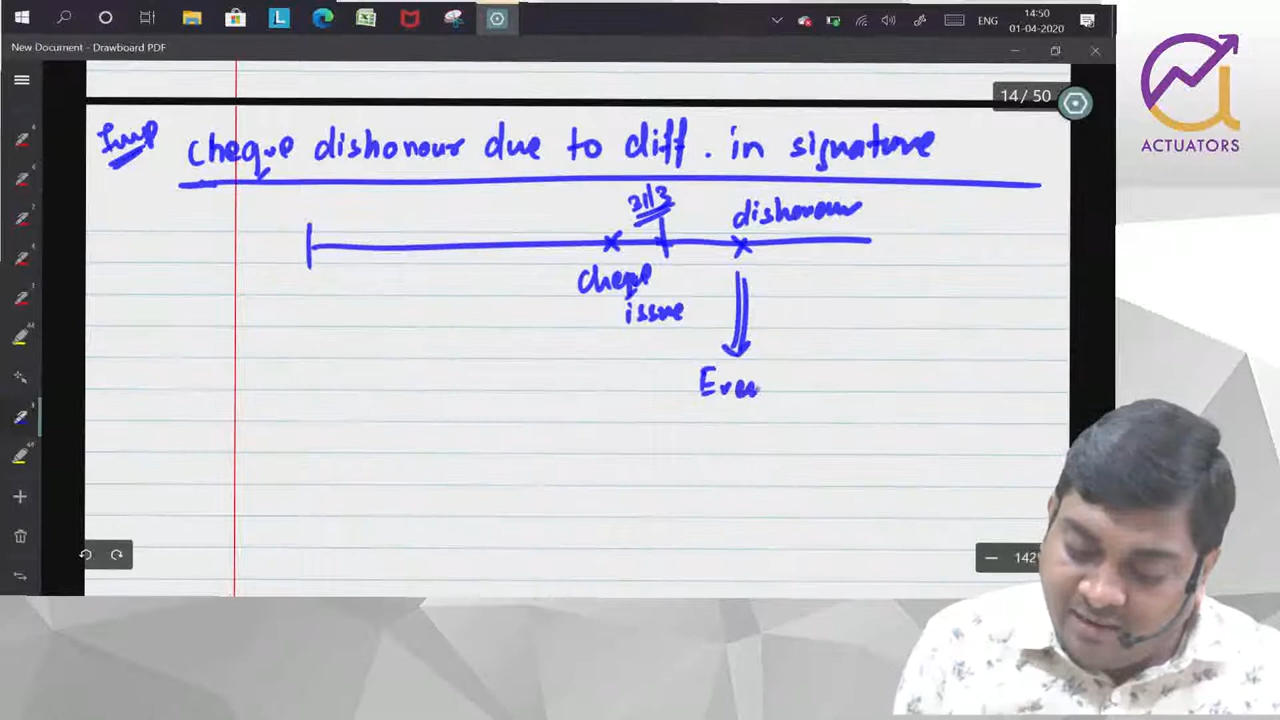 14:50
ENG
01-04-2020
New Document - Drawboard PDF
14 / 50
Imp
cheque dishonour due to diff. in signature
31/3
dishonour
cheque
issue
142%
ACTUATORS